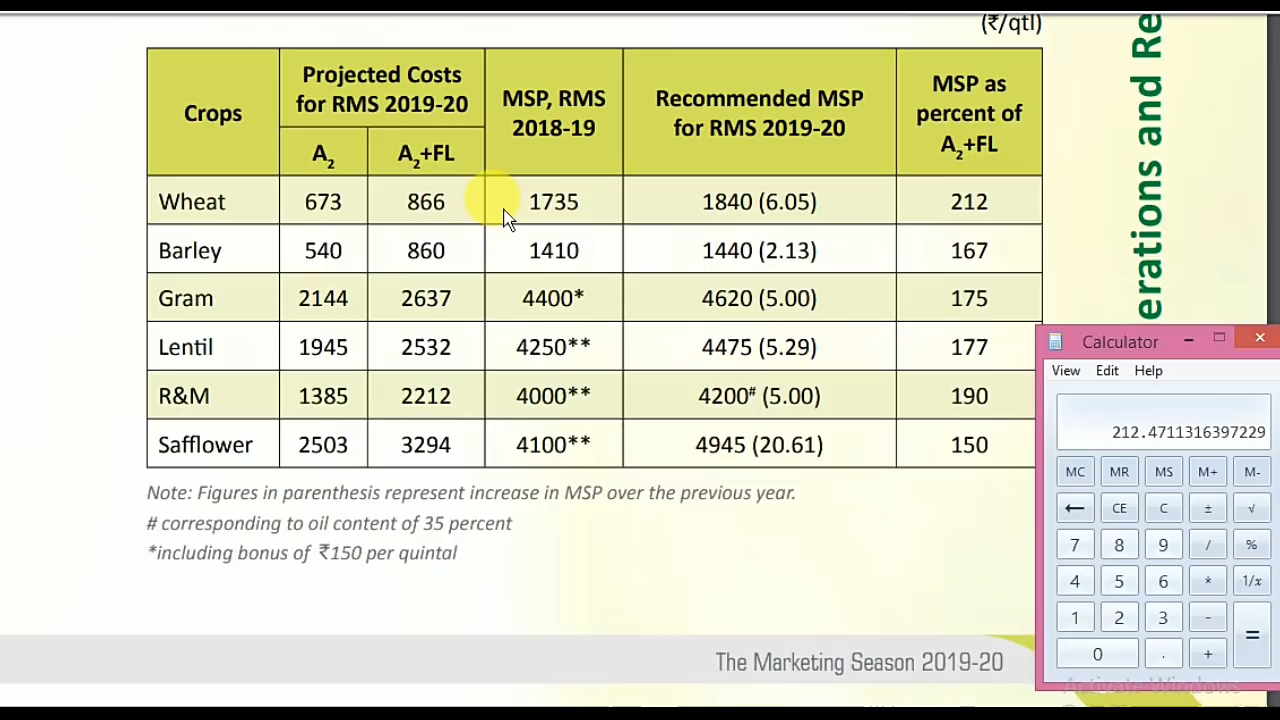 (₹/qtl)
Crops
Projected Costs
for RMS 2019-20
MSP, RMS
2018-19
Recommended MSP
for RMS 2019-20
MSP as
percent of
A2+FL
A2 A2+FL
Wheat 673 866 1735 1840 (6.05) 212
Barley 540 860 1410 1440 (2.13) 167
Gram 2144 2637 4400* 4620 (5.00) 175
Lentil 1945 2532 4250** 4475 (5.29) 177
R&M 1385 2212 4000** 4200# (5.00) 190
Safflower 2503 3294 4100** 4945 (20.61) 150
Note: Figures in parenthesis represent increase in MSP over the previous year.
# corresponding to oil content of 35 percent
*including bonus of ₹150 per quintal
The Marketing Season 2019-20
erations and Re
Calculator
View Edit Help
212.4711316397229
MC MR MS M+ M-
← CE C ± √
7 8 9 / %
4 5 6 * 1/x
1 2 3 - =
0 . +
Activate Windows